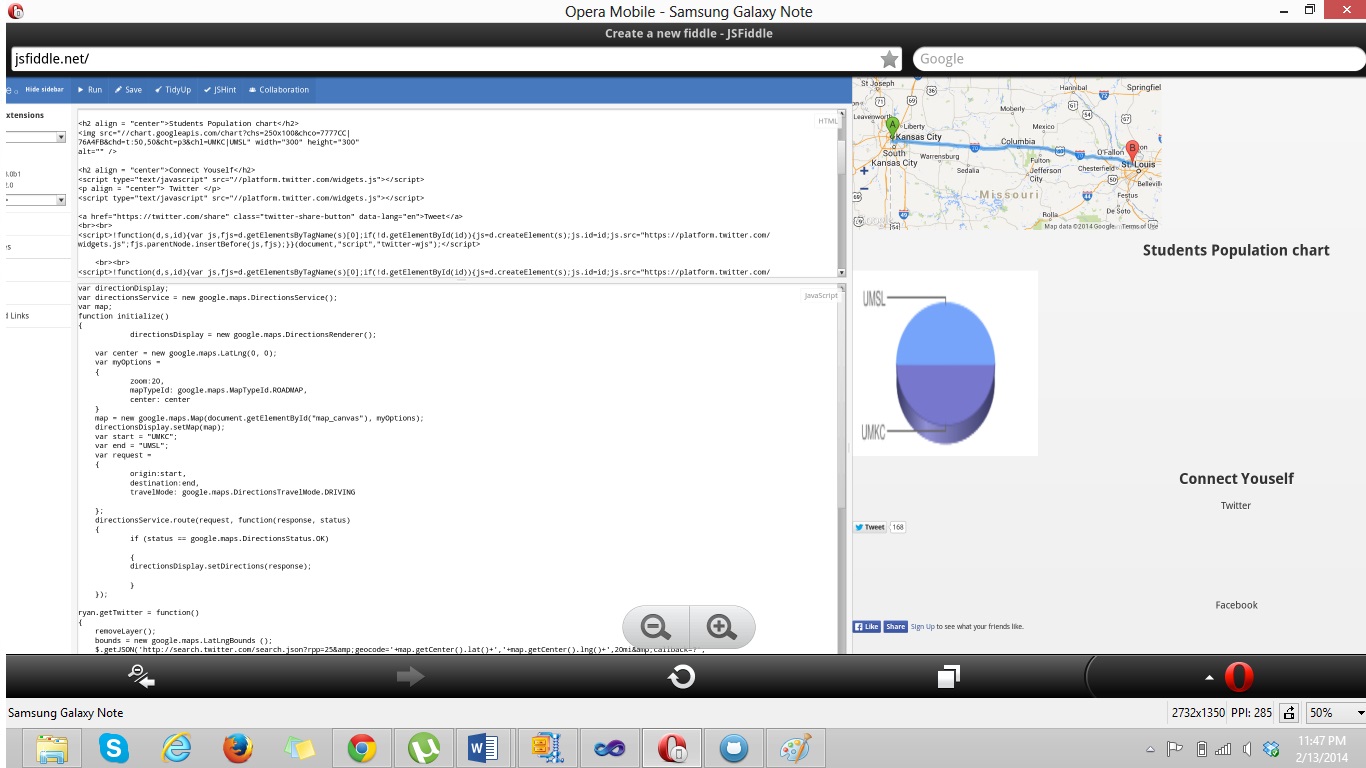 Opera Mobile - Samsung Galaxy Note
Create a new fiddle - JSFiddle
jsfiddle.net/
Google
Hide sidebar
Run
Save
TidyUp
JSHint
Collaboration
xtensions
3.0b1
2.0
d Links
HTML
<h2 align = "center">Students Population chart</h2>
<img src="//chart.googleapis.com/chart?chs=250x100&chco=7777CC|
76A4FB&chd=t:50,50&cht=p3&chl=UMKC|UMSL" width="300" height="300"
alt="" />
<h2 align = "center">Connect Youself</h2>
<script type="text/javascript" src="//platform.twitter.com/widgets.js"></script>
<p align = "center"> Twitter </p>
<script type="text/javascript" src="//platform.twitter.com/widgets.js"></script>
<a href="https://twitter.com/share" class="twitter-share-button" data-lang="en">Tweet</a>
<br><br>
<script>!function(d,s,id){var js,fjs=d.getElementsByTagName(s)[0];if(!d.getElementById(id)){js=d.createElement(s);js.id=id;js.src="https://platform.twitter.com/
widgets.js";fjs.parentNode.insertBefore(js,fjs);}}(document,"script","twitter-wjs");</script>
<br><br>
<script>!function(d,s,id){var js,fjs=d.getElementsByTagName(s)[0];if(!d.getElementById(id)){js=d.createElement(s);js.id=id;js.src="https://platform.twitter.com/
JavaScript
var directionDisplay;
var directionsService = new google.maps.DirectionsService();
var map;
function initialize()
{
directionsDisplay = new google.maps.DirectionsRenderer();
var center = new google.maps.LatLng(0, 0);
var myOptions =
{
zoom:20,
mapTypeId: google.maps.MapTypeId.ROADMAP,
center: center
}
map = new google.maps.Map(document.getElementById("map_canvas"), myOptions);
directionsDisplay.setMap(map);
var start = "UMKC";
var end = "UMSL";
var request =
{
origin:start,
destination:end,
travelMode: google.maps.DirectionsTravelMode.DRIVING
};
directionsService.route(request, function(response, status)
{
if (status == google.maps.DirectionsStatus.OK)
{
directionsDisplay.setDirections(response);
}
});
ryan.getTwitter = function()
{
removeLayer();
bounds = new google.maps.LatLngBounds ();
$.getJSON('http://search.twitter.com/search.json?rpp=25&amp;geocode='+map.getCenter().lat()+','+map.getCenter().lng()+',20mi&amp;callback=?',
St Joseph
36
Hannibal
Springfiel
71
Moberly
72
Leavenworth
69
Liberty
Mexico
A
Kansas City
70
Columbia
O'Fallon
B
South
Kansas City
Warrensburg
Fulton
Jefferson
City
Chesterfield
St Louis
Sedalia
50
Bellevill
Missouri
Festus
De Soto
Rolla
49
44
54
Map data ©2014 Google
Terms of Use
Students Population chart
UMSL
UMKC
Connect Youself
Twitter
Tweet
168
Facebook
Like
Share
Sign Up to see what your friends like.
Samsung Galaxy Note
2732x1350
PPI: 285
50%
11:47 PM
2/13/2014